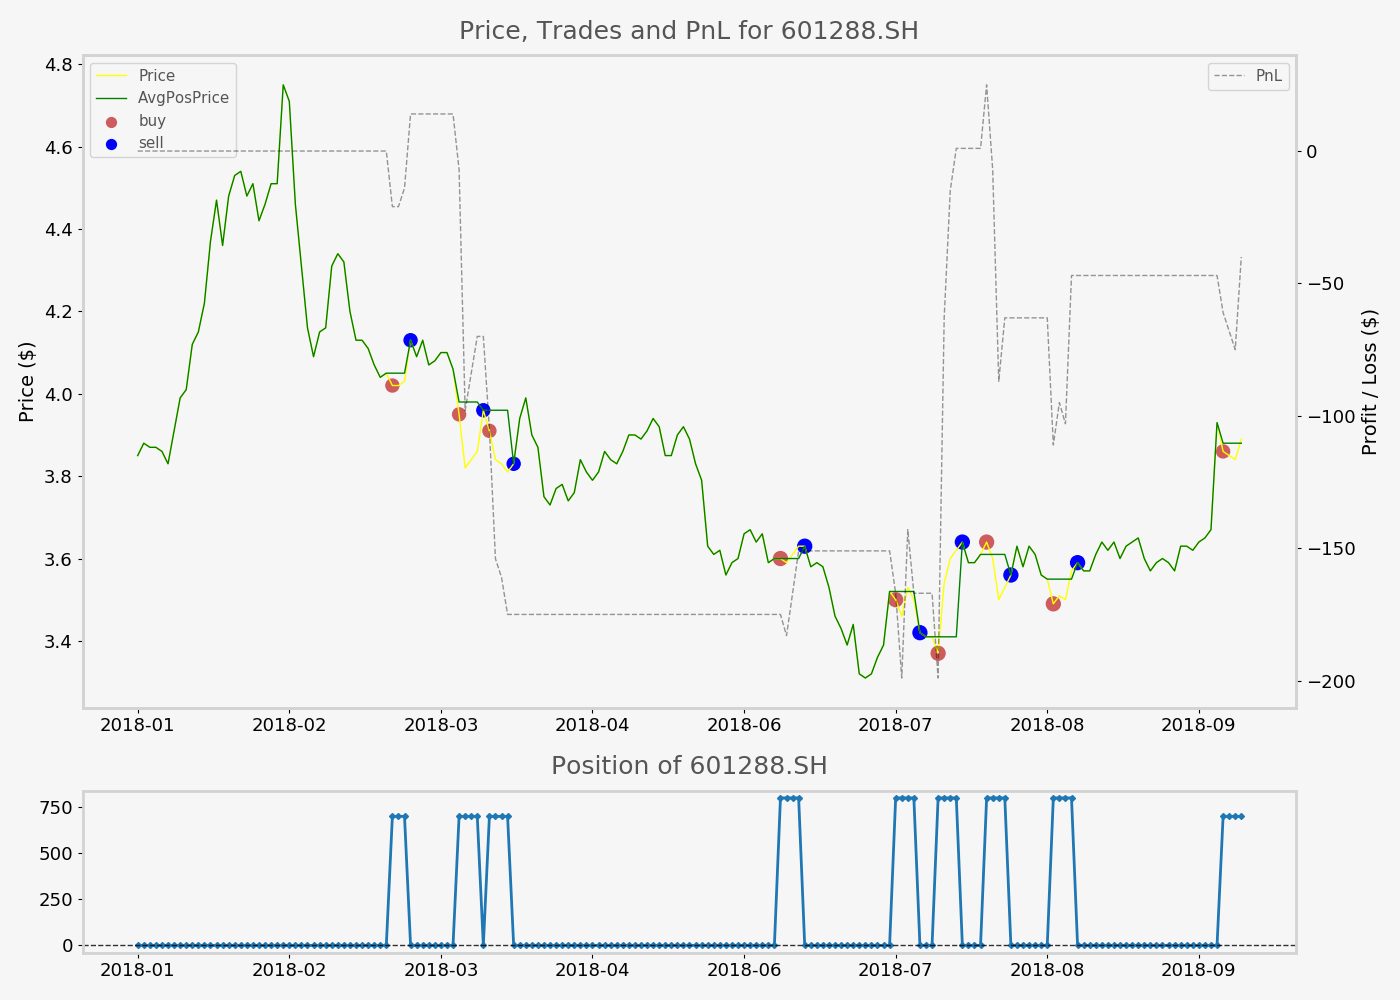 Price, Trades and PnL for 601288.SH
Price
AvgPosPrice
buy
sell
PnL
4.8
4.6
4.4
4.2
4.0
3.8
3.6
3.4
Price ($)
0
−50
−100
−150
−200
Profit / Loss ($)
2018-01 2018-02 2018-03 2018-04 2018-06 2018-07 2018-08 2018-09
Position of 601288.SH
750
500
250
0
2018-01 2018-02 2018-03 2018-04 2018-06 2018-07 2018-08 2018-09